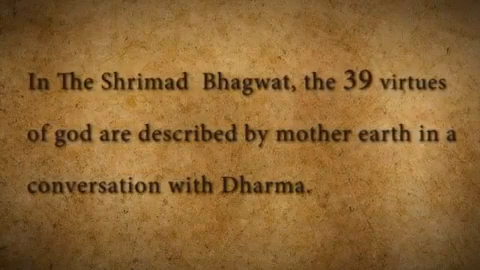 In The Shrimad Bhagwat, the 39 virtues
of god are described by mother earth in a
conversation with Dharma.